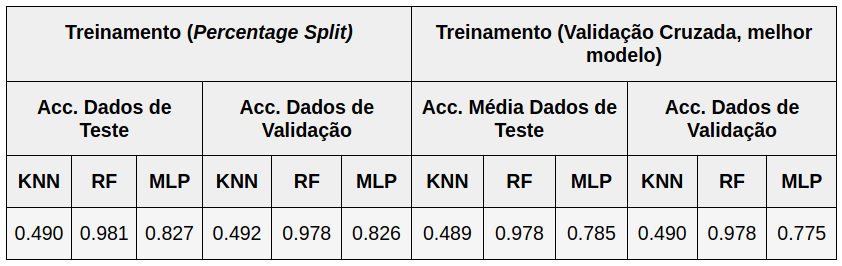 Treinamento (Percentage Split)
Treinamento (Validação Cruzada, melhor
modelo)
Acc. Dados de
Teste
Acc. Dados de
Validação
Acc. Média Dados de
Teste
Acc. Dados de
Validação
KNN RF MLP KNN RF MLP KNN RF MLP KNN RF MLP
0.490 0.981 0.827 0.492 0.978 0.826 0.489 0.978 0.785 0.490 0.978 0.775